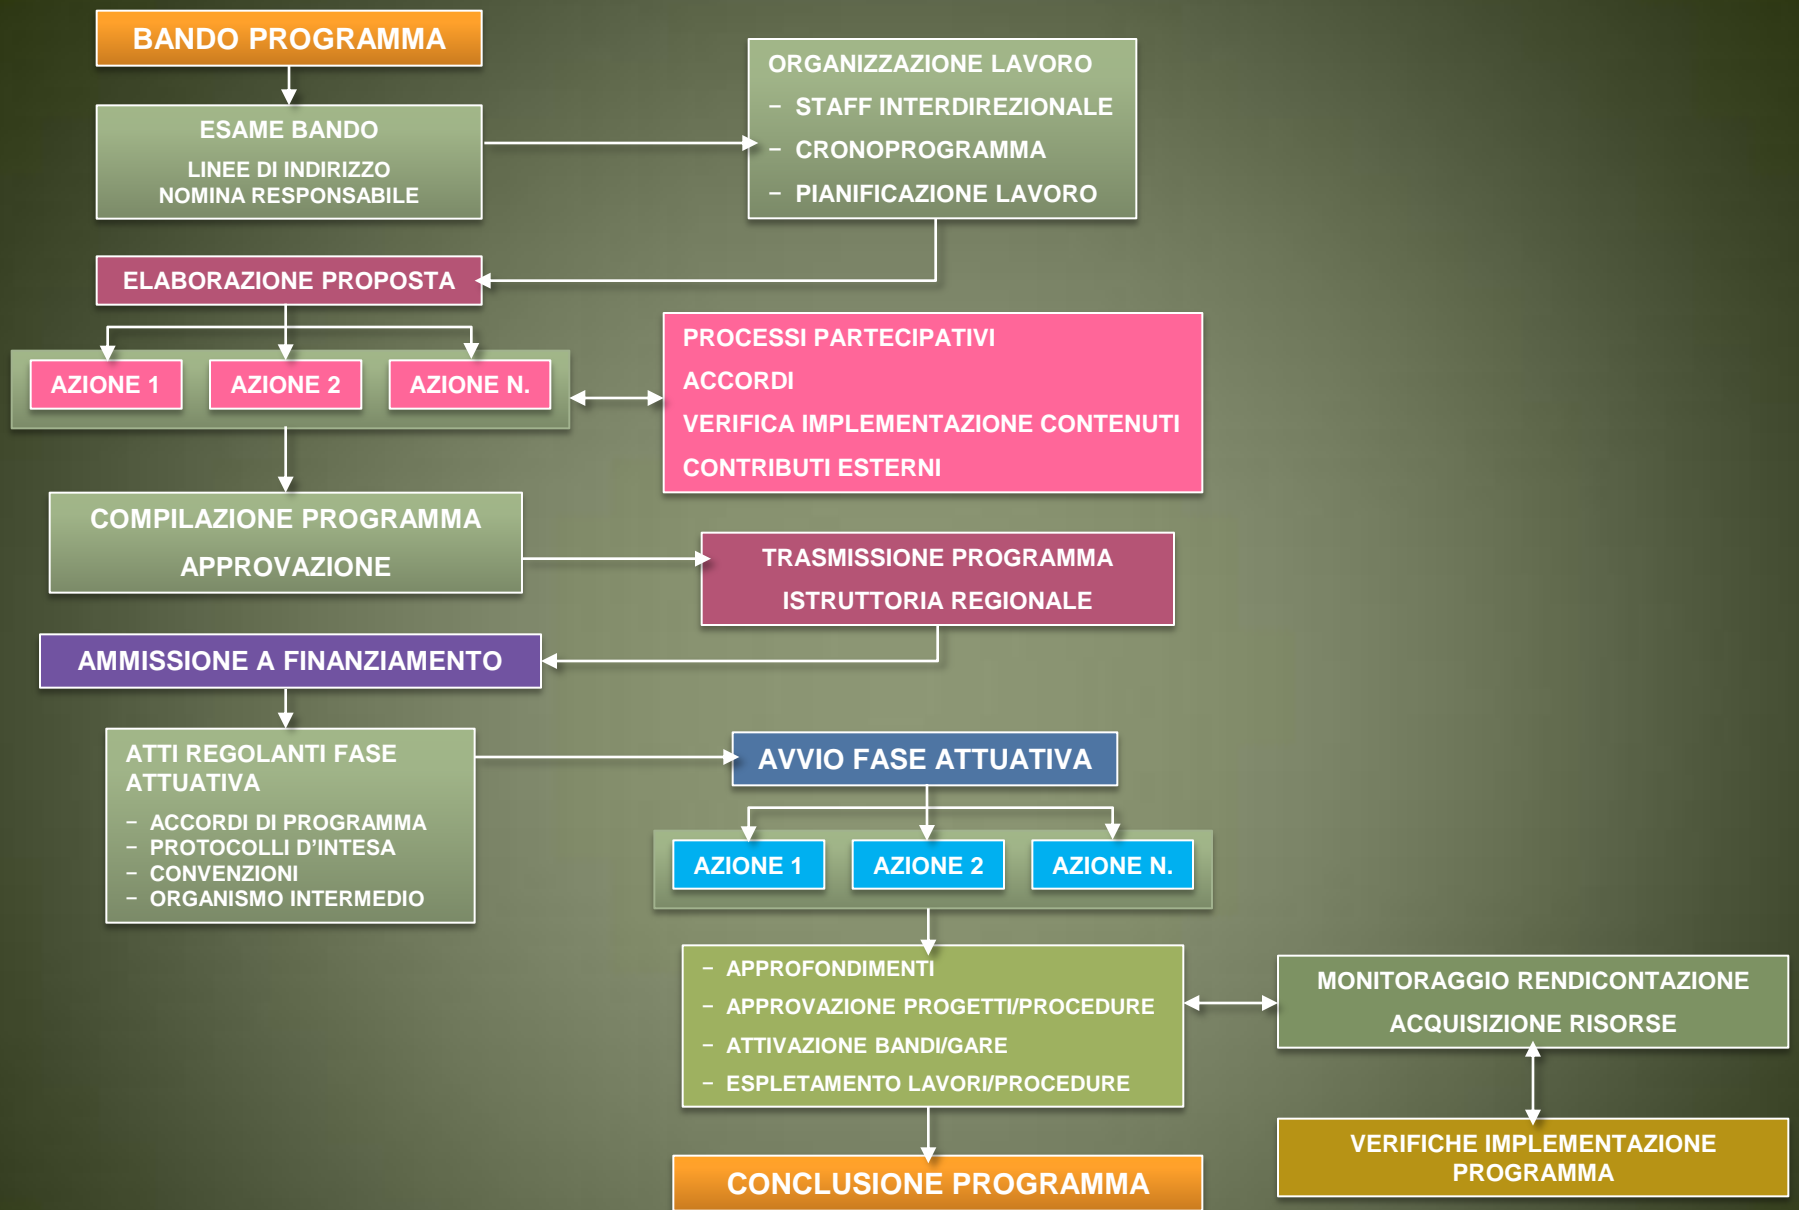 BANDO PROGRAMMA
ESAME BANDO
LINEE DI INDIRIZZO
NOMINA RESPONSABILE
ORGANIZZAZIONE LAVORO
− STAFF INTERDIREZIONALE
− CRONOPROGRAMMA
− PIANIFICAZIONE LAVORO
ELABORAZIONE PROPOSTA
AZIONE 1
AZIONE 2
AZIONE N.
PROCESSI PARTECIPATIVI
ACCORDI
VERIFICA IMPLEMENTAZIONE CONTENUTI
CONTRIBUTI ESTERNI
COMPILAZIONE PROGRAMMA
APPROVAZIONE
TRASMISSIONE PROGRAMMA
ISTRUTTORIA REGIONALE
AMMISSIONE A FINANZIAMENTO
ATTI REGOLANTI FASE
ATTUATIVA
− ACCORDI DI PROGRAMMA
− PROTOCOLLI D'INTESA
− CONVENZIONI
− ORGANISMO INTERMEDIO
AVVIO FASE ATTUATIVA
AZIONE 1
AZIONE 2
AZIONE N.
− APPROFONDIMENTI
− APPROVAZIONE PROGETTI/PROCEDURE
− ATTIVAZIONE BANDI/GARE
− ESPLETAMENTO LAVORI/PROCEDURE
MONITORAGGIO RENDICONTAZIONE
ACQUISIZIONE RISORSE
VERIFICHE IMPLEMENTAZIONE
PROGRAMMA
CONCLUSIONE PROGRAMMA